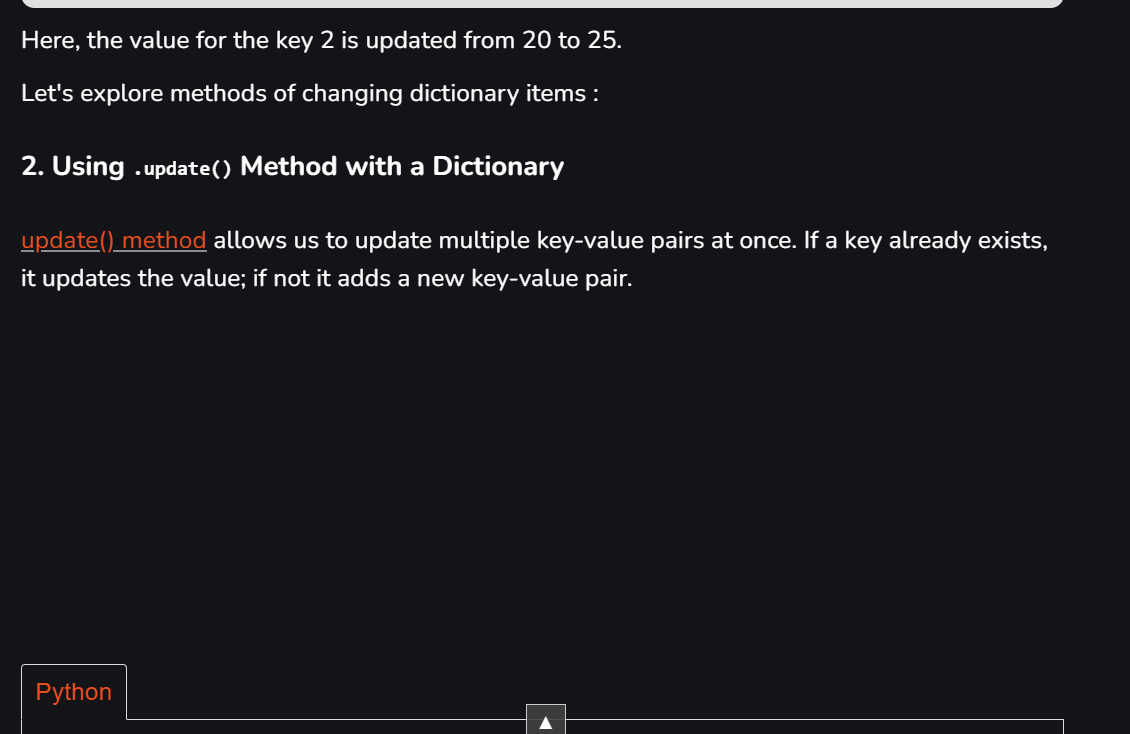 Here, the value for the key 2 is updated from 20 to 25.
Let's explore methods of changing dictionary items :
2. Using .update() Method with a Dictionary
update() method allows us to update multiple key-value pairs at once. If a key already exists,
it updates the value; if not it adds a new key-value pair.
Python